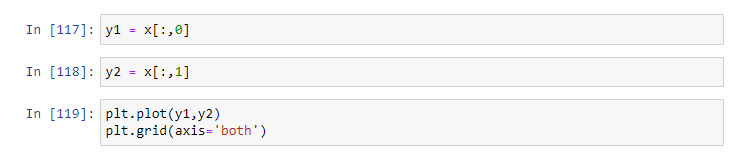 In [117]: y1 = x[:,0]
In [118]: y2 = x[:,1]
In [119]: plt.plot(y1,y2)
plt.grid(axis='both')